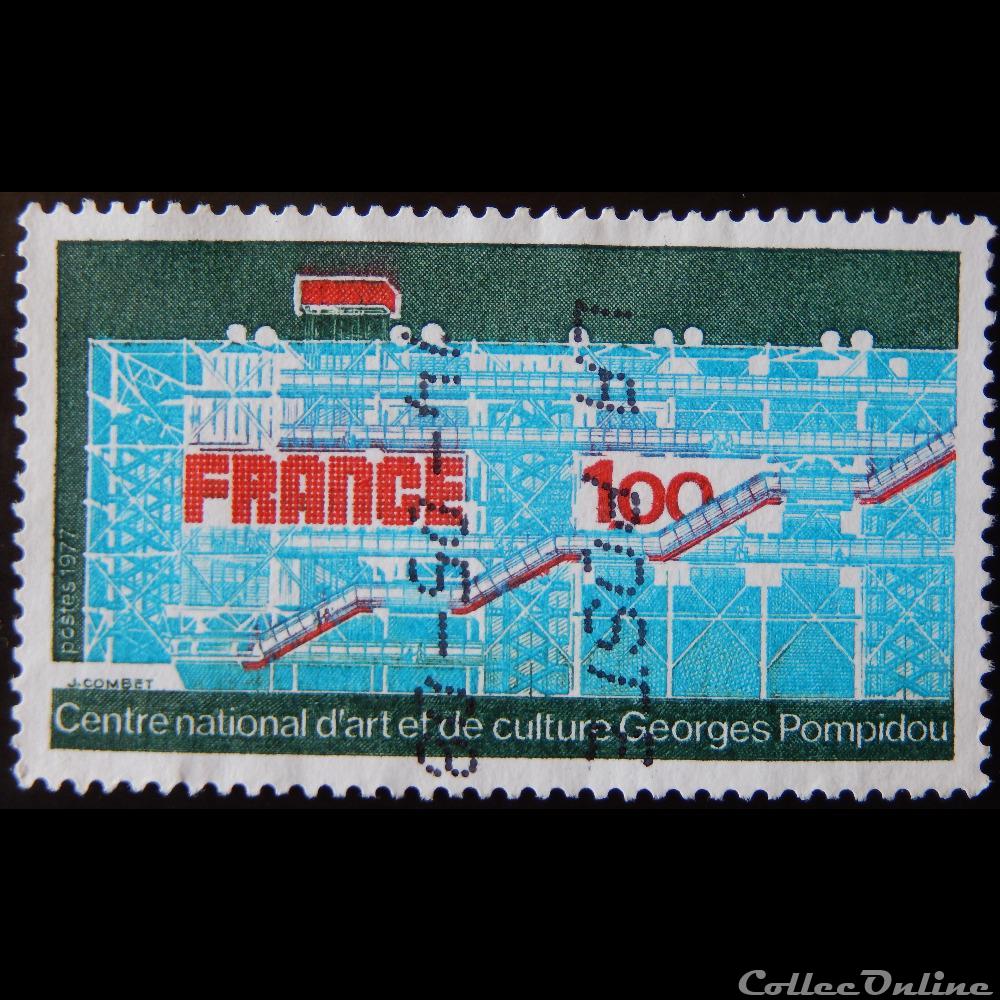 FRANCE
1,00
postes 1977
J. COMBET
Centre national d'art et de culture Georges Pompidou
CollecOnline